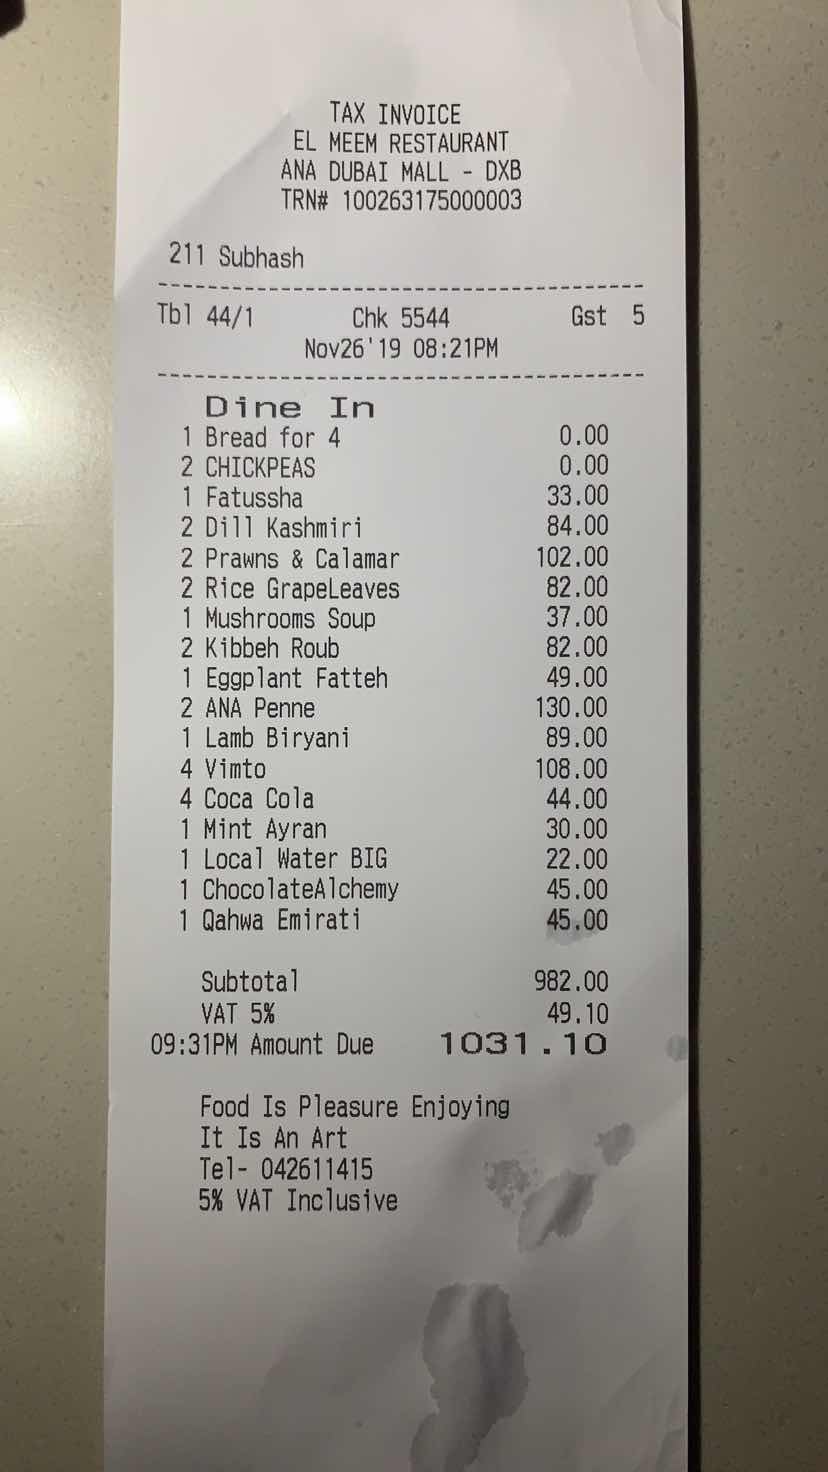 TAX INVOICE
EL MEEM RESTAURANT
ANA DUBAI MALL - DXB
TRN# 100263175000003
211 Subhash
----------------------------------------
Tbl 44/1 Chk 5544 Gst 5
Nov26'19 08:21PM
----------------------------------------
Dine In
1 Bread for 4 0.00
2 CHICKPEAS 0.00
1 Fatussha 33.00
2 Dill Kashmiri 84.00
2 Prawns & Calamar 102.00
2 Rice GrapeLeaves 82.00
1 Mushrooms Soup 37.00
2 Kibbeh Roub 82.00
1 Eggplant Fatteh 49.00
2 ANA Penne 130.00
1 Lamb Biryani 89.00
4 Vimto 108.00
4 Coca Cola 44.00
1 Mint Ayran 30.00
1 Local Water BIG 22.00
1 ChocolateAlchemy 45.00
1 Qahwa Emirati 45.00
Subtotal 982.00
VAT 5% 49.10
09:31PM Amount Due 1031.10
Food Is Pleasure Enjoying
It Is An Art
Tel- 042611415
5% VAT Inclusive